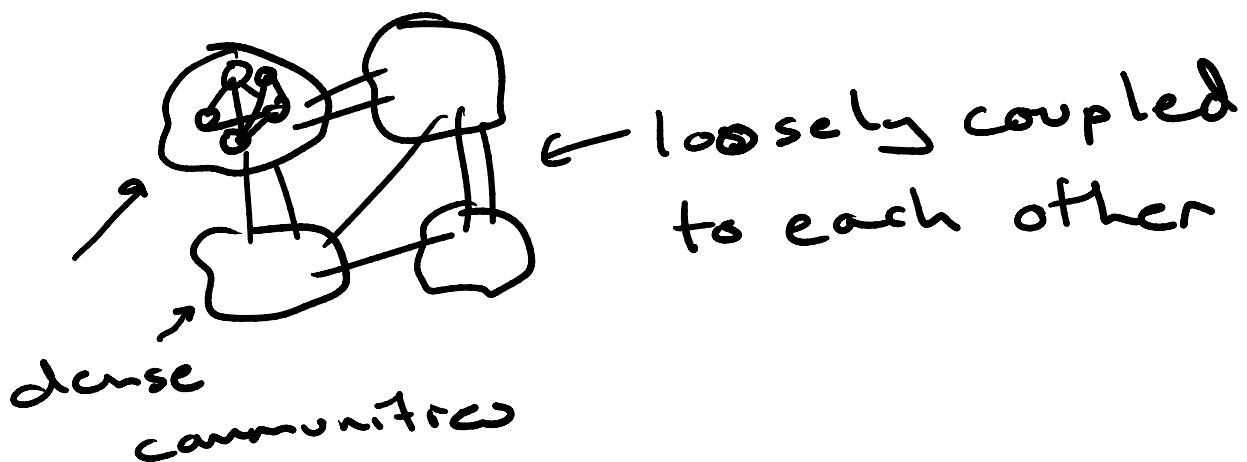 loosely coupled
to each other
dense
communities